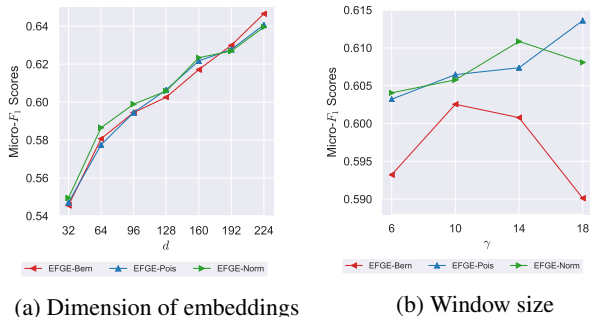 0.64
0.62
0.60
0.58
0.56
0.54
Micro-F₁ Scores
32 64 96 128 160 192 224
d
EFGE-Bern EFGE-Pois EFGE-Norm
(a) Dimension of embeddings
0.615
0.610
0.605
0.600
0.595
0.590
Micro-F₁ Scores
6 10 14 18
γ
EFGE-Bern EFGE-Pois EFGE-Norm
(b) Window size